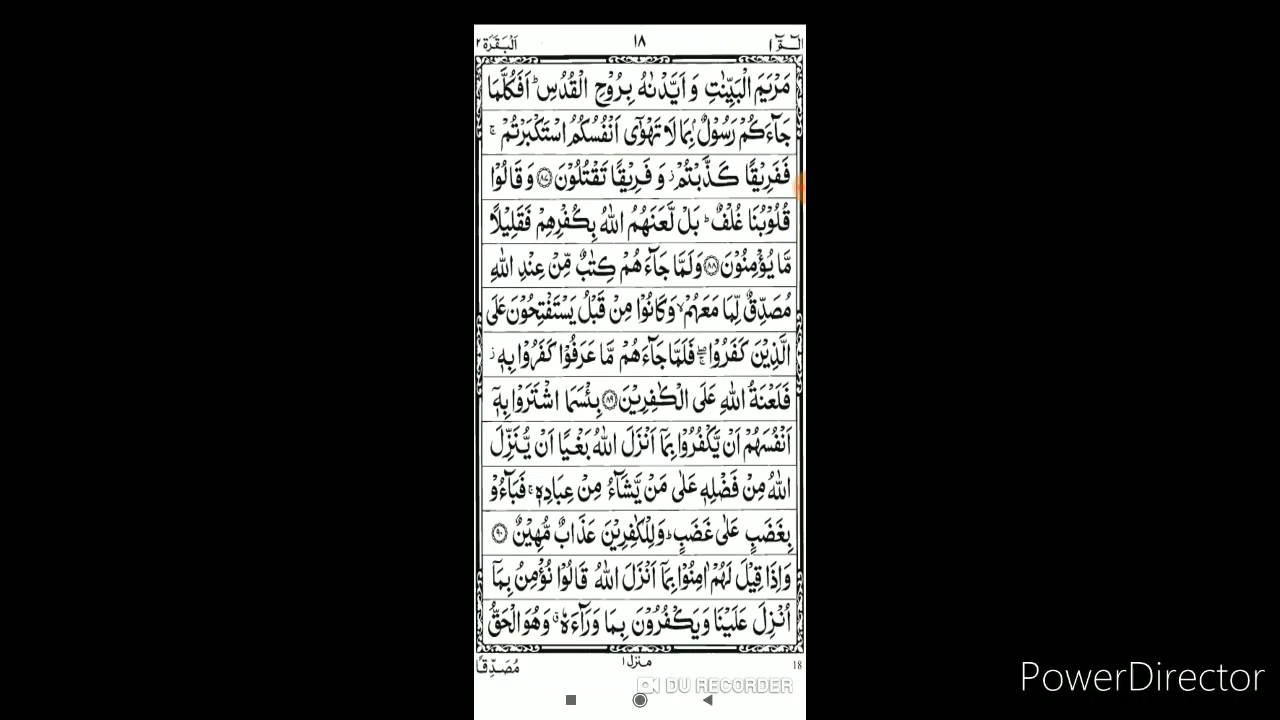 الٓمّٓ ١
١٨
اَلْبَقَرَة ٢
مَرْيَمَ الْبَيِّنٰتِ وَ اَيَّدْنٰهُ بِرُوْحِ الْقُدُسِ ؕ اَفَكُلَّمَا
جَآءَكُمْ رَسُوْلٌۢ بِمَا لَا تَهْوٰۤى اَنْفُسُكُمُ اسْتَكْبَرْتُمْ ۚ
فَفَرِيْقًا كَذَّبْتُمْ ؗ وَ فَرِيْقًا تَقْتُلُوْنَ ۝۸۷ وَ قَالُوْا
قُلُوْبُنَا غُلْفٌ ؕ بَلْ لَّعَنَهُمُ اللّٰهُ بِكُفْرِهِمْ فَقَلِيْلًا
مَّا يُؤْمِنُوْنَ ۝۸۸ وَلَمَّا جَآءَهُمْ كِتٰبٌ مِّنْ عِنْدِ اللّٰهِ
مُصَدِّقٌ لِّمَا مَعَهُمْ ۙ وَكَانُوْا مِنْ قَبْلُ يَسْتَفْتِحُوْنَ عَلَى
الَّذِيْنَ كَفَرُوْا ۖۚ فَلَمَّا جَآءَهُمْ مَّا عَرَفُوْا كَفَرُوْا بِهٖ ؗ
فَلَعْنَةُ اللّٰهِ عَلَى الْكٰفِرِيْنَ ۝۸۹ بِئْسَمَا اشْتَرَوْا بِهٖۤ
اَنْفُسَهُمْ اَنْ يَّكْفُرُوْا بِمَاۤ اَنْزَلَ اللّٰهُ بَغْيًا اَنْ يُّنَزِّلَ
اللّٰهُ مِنْ فَضْلِهٖ عَلٰى مَنْ يَّشَآءُ مِنْ عِبَادِهٖ ۚ فَبَآءُوْ
بِغَضَبٍ عَلٰى غَضَبٍ ؕ وَلِلْكٰفِرِيْنَ عَذَابٌ مُّهِيْنٌ ۝۹۰
وَاِذَا قِيْلَ لَهُمْ اٰمِنُوْا بِمَاۤ اَنْزَلَ اللّٰهُ قَالُوْا نُؤْمِنُ بِمَاۤ
اُنْزِلَ عَلَيْنَا وَيَكْفُرُوْنَ بِمَا وَرَآءَهٗ ۗ وَهُوَ الْحَقُّ
18
منزل ١
مُصَدِّقًا
DU RECORDER
PowerDirector